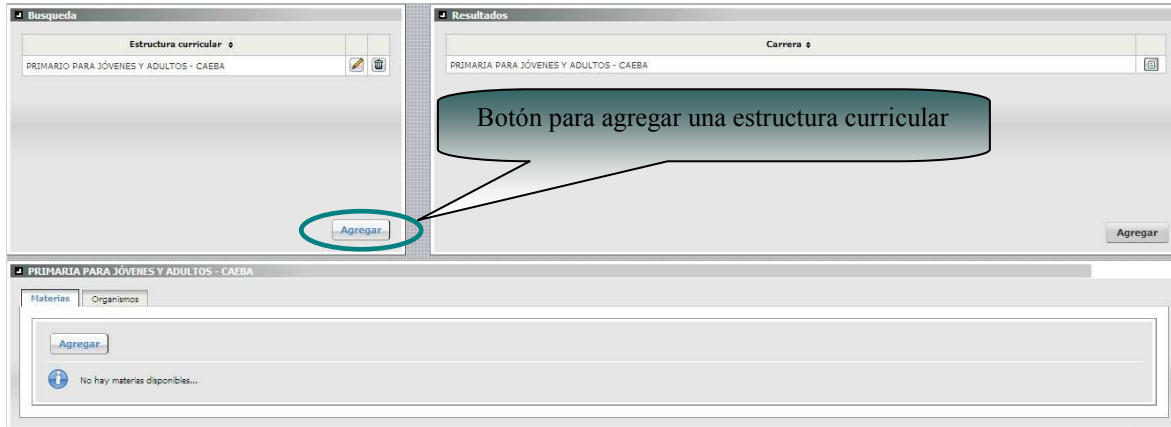 Busqueda
Estructura curricular
PRIMARIO PARA JÓVENES Y ADULTOS - CAEBA
Agregar
Resultados
Carrera
PRIMARIA PARA JÓVENES Y ADULTOS - CAEBA
Botón para agregar una estructura curricular
Agregar
PRIMARIA PARA JÓVENES Y ADULTOS - CAEBA
Materias Organismos
Agregar
No hay materias disponibles...